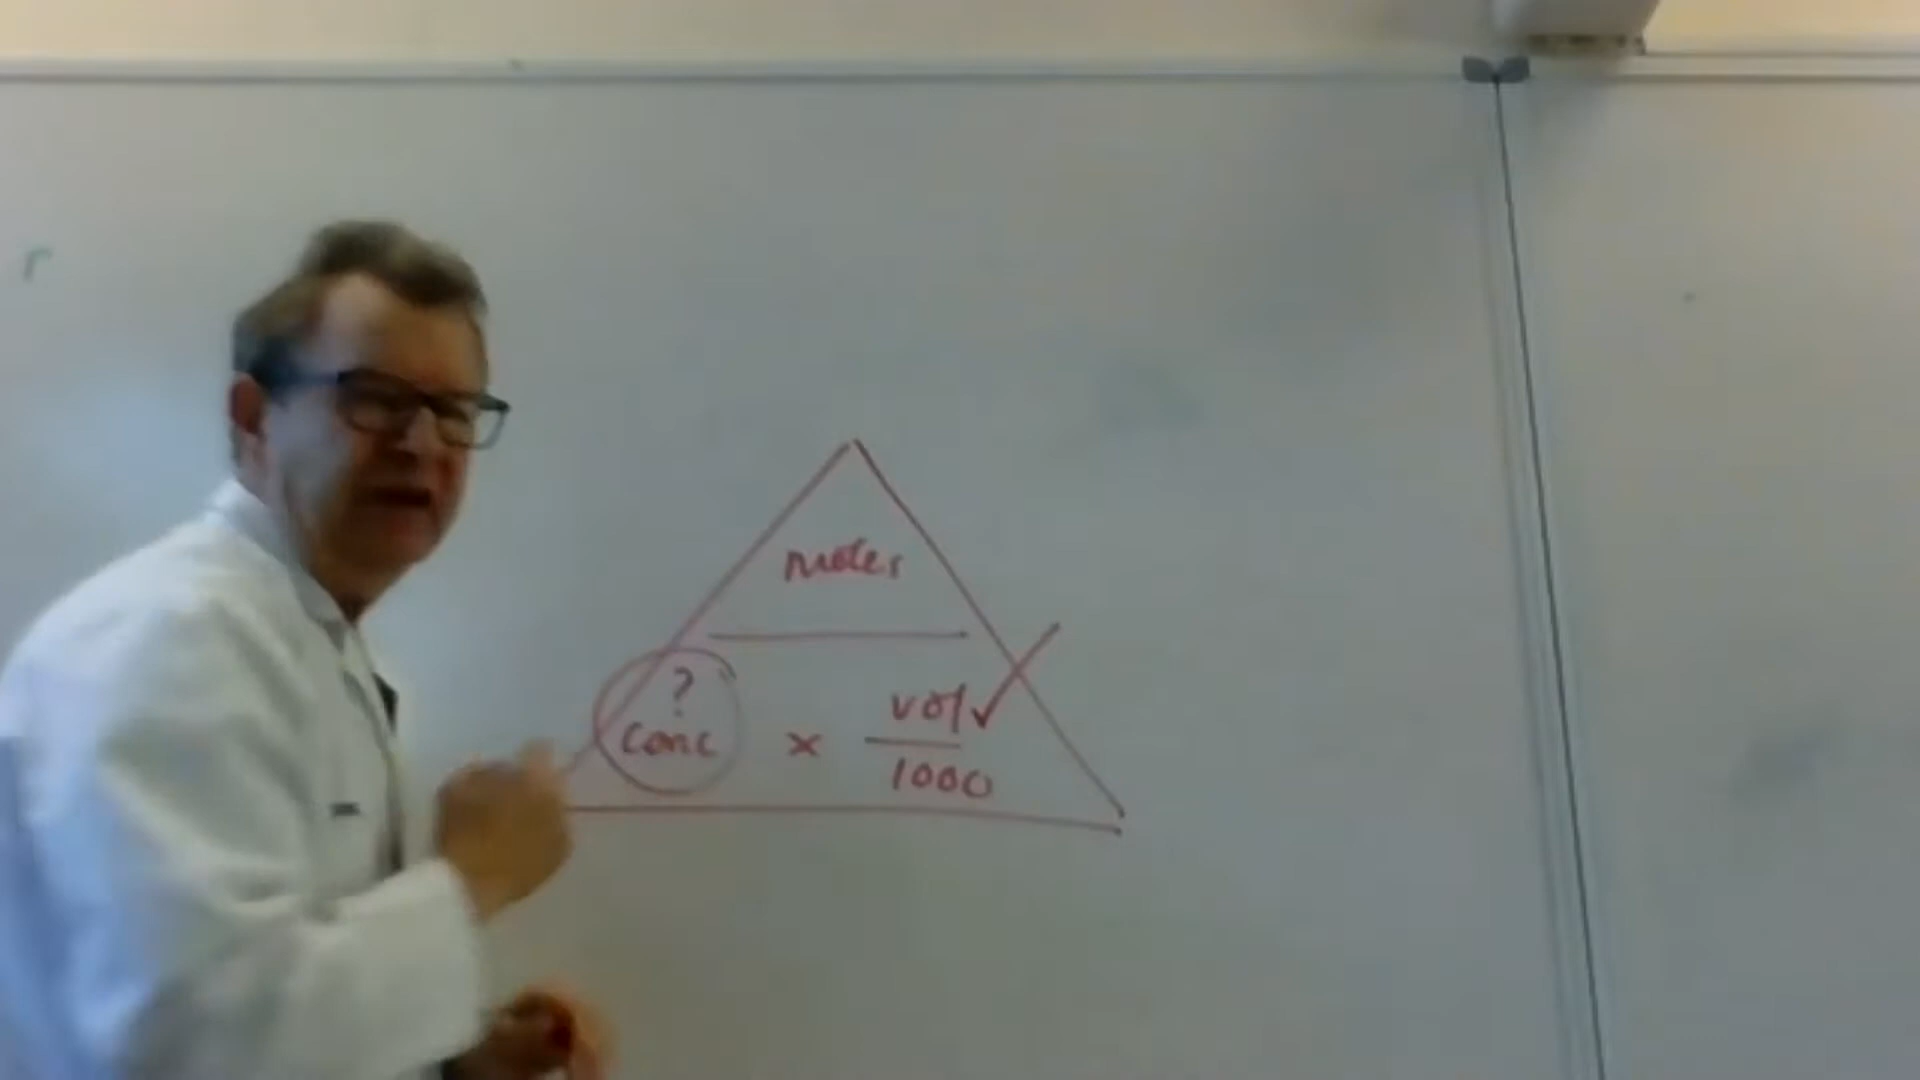 r
moles
?
conc x vol ✓
1000